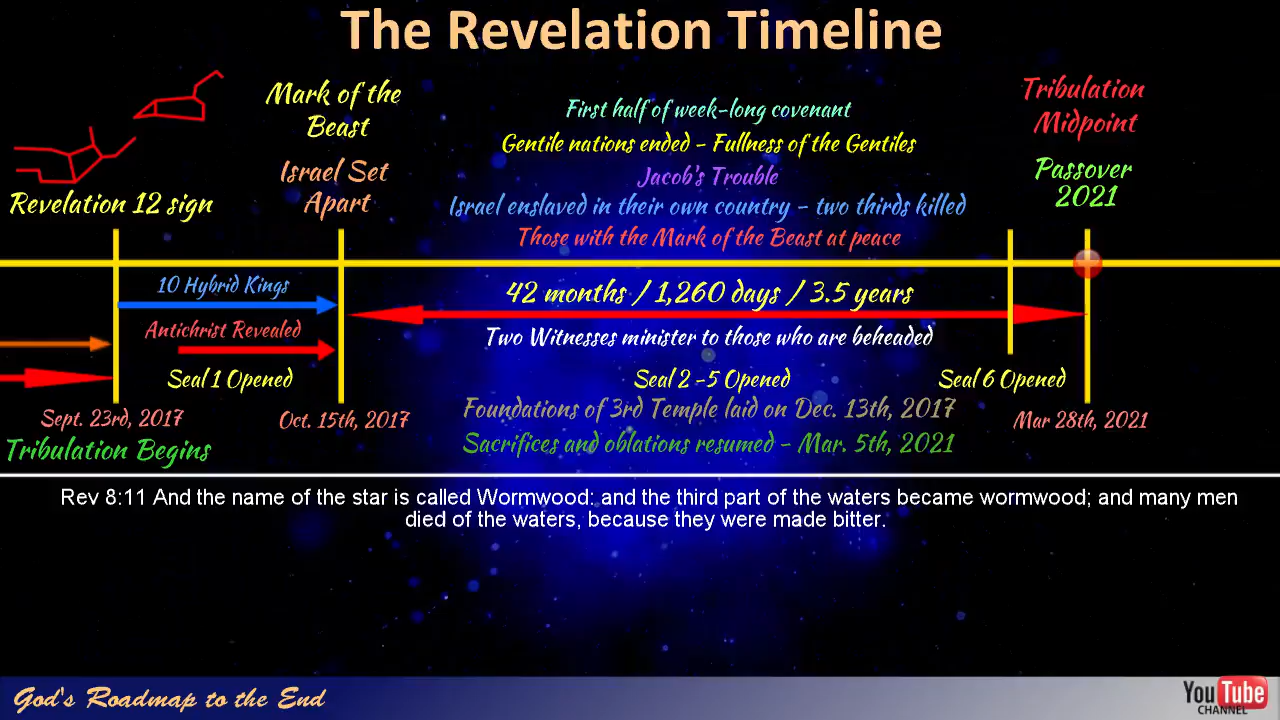 The Revelation Timeline
Mark of the
Beast
Israel Set
Apart
Revelation 12 sign
First half of week-long covenant
Gentile nations ended - Fullness of the Gentiles
Jacob's Trouble
Israel enslaved in their own country - two thirds killed
Those with the Mark of the Beast at peace
Tribulation
Midpoint
Passover
2021
10 Hybrid Kings
Antichrist Revealed
Seal 1 Opened
42 months / 1,260 days / 3.5 years
Two Witnesses minister to those who are beheaded
Seal 2 -5 Opened
Seal 6 Opened
Foundations of 3rd Temple laid on Dec. 13th, 2017
Sacrifices and oblations resumed - Mar. 5th, 2021
Sept. 23rd, 2017
Oct. 15th, 2017
Mar 28th, 2021
Tribulation Begins
Rev 8:11 And the name of the star is called Wormwood: and the third part of the waters became wormwood; and many men
died of the waters, because they were made bitter.
God's Roadmap to the End
YouTube
CHANNEL